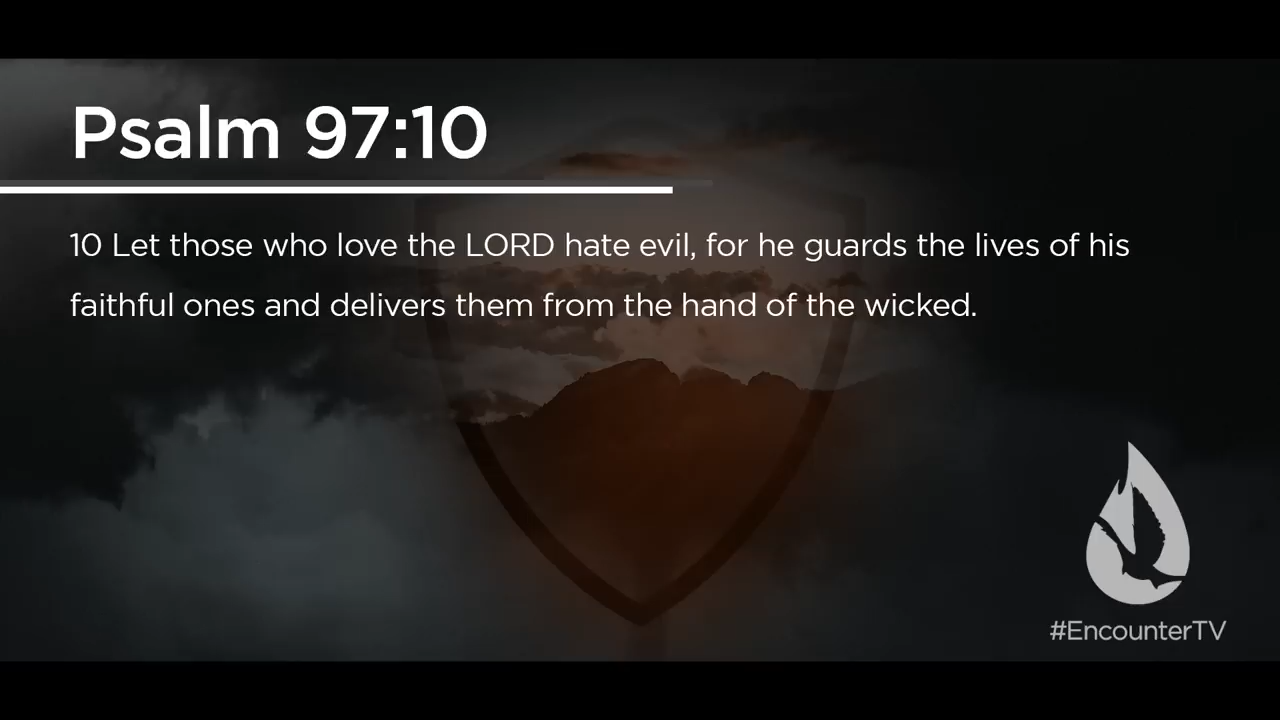 Psalm 97:10
10 Let those who love the LORD hate evil, for he guards the lives of his
faithful ones and delivers them from the hand of the wicked.
#EncounterTV